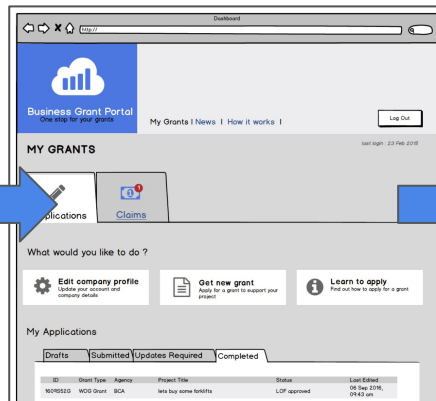 Dashboard
http://
Business Grant Portal
One stop for your grants
My Grants I News I How it works I
Log Out
MY GRANTS
last login : 23 Feb 2018
plications
Claims
What would you like to do ?
Edit company profile
Update your account and
company details
Get new grant
Apply for a grant to support your
project
Learn to apply
Find out how to apply for a grant
My Applications
Drafts Submitted Updates Required Completed
ID Grant Type Agency Project Title Status Last Edited
WOG Grant BCA lets buy some forklifts LOF approved 06 Sep 2016,
09:43 am